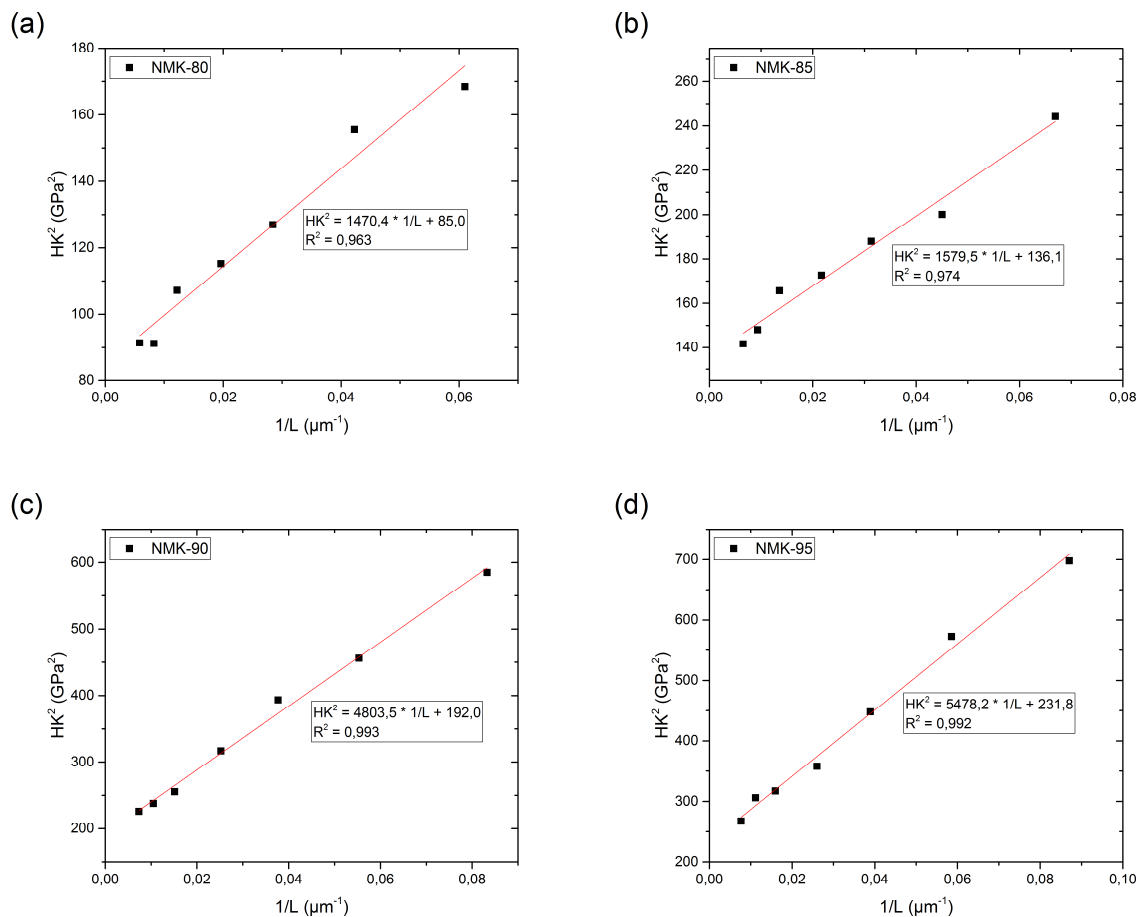 (a)
180
160
140
120
100
80
0,00
0,02
0,04
0,06
HK² (GPa²)
1/L (µm⁻¹)
NMK-80
HK² = 1470,4 * 1/L + 85,0
R² = 0,963
(b)
260
240
220
200
180
160
140
0,00
0,02
0,04
0,06
0,08
HK² (GPa²)
1/L (µm⁻¹)
NMK-85
HK² = 1579,5 * 1/L + 136,1
R² = 0,974
(c)
600
500
400
300
200
0,00
0,02
0,04
0,06
0,08
HK² (GPa²)
1/L (µm⁻¹)
NMK-90
HK² = 4803,5 * 1/L + 192,0
R² = 0,993
(d)
700
600
500
400
300
200
0,00
0,02
0,04
0,06
0,08
0,10
HK² (GPa²)
1/L (µm⁻¹)
NMK-95
HK² = 5478,2 * 1/L + 231,8
R² = 0,992